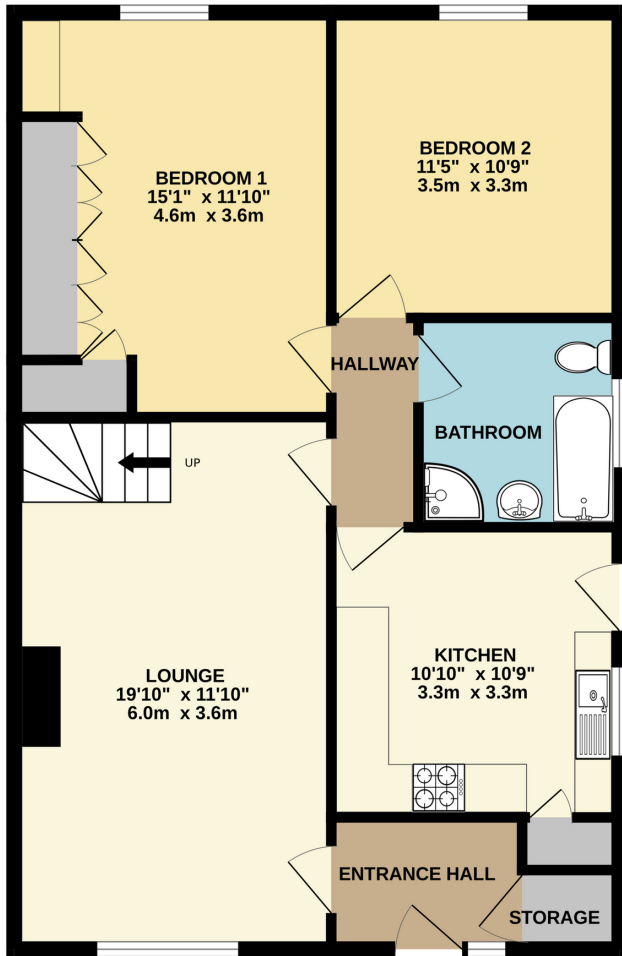 BEDROOM 1
15'1" x 11'10"
4.6m x 3.6m
BEDROOM 2
11'5" x 10'9"
3.5m x 3.3m
HALLWAY
BATHROOM
UP
LOUNGE
19'10" x 11'10"
6.0m x 3.6m
KITCHEN
10'10" x 10'9"
3.3m x 3.3m
ENTRANCE HALL
STORAGE